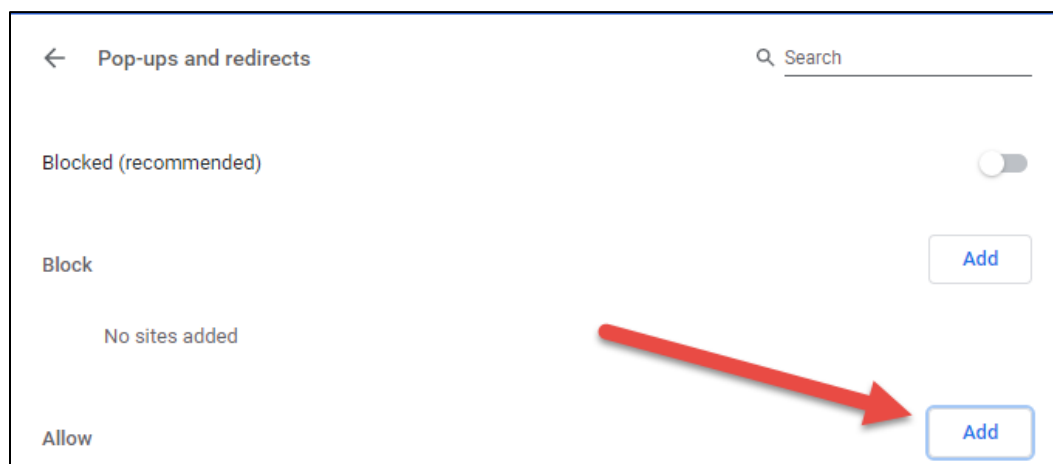 Pop-ups and redirects
Search
Blocked (recommended)
Block
Add
No sites added
Allow
Add